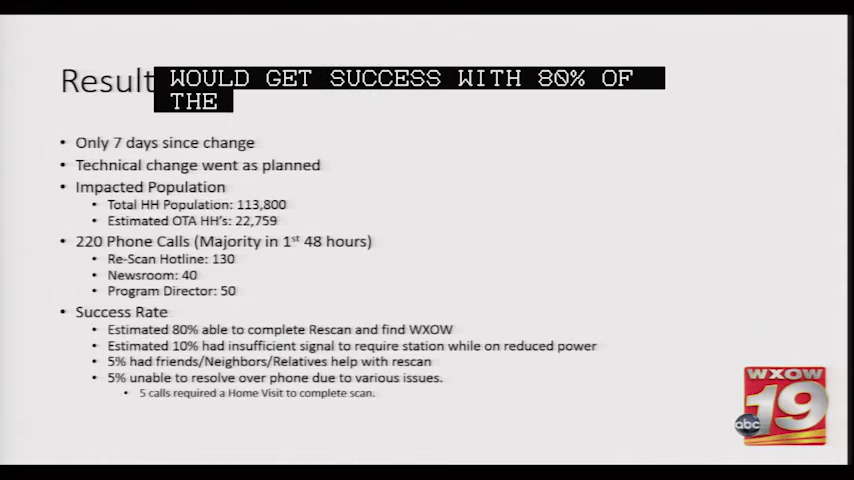 Result
WOULD GET SUCCESS WITH 80% OF
THE
• Only 7 days since change
• Technical change went as planned
• Impacted Population
• Total HH Population: 113,800
• Estimated OTA HH's: 22,759
• 220 Phone Calls (Majority in 1st 48 hours)
• Re-Scan Hotline: 130
• Newsroom: 40
• Program Director: 50
• Success Rate
• Estimated 80% able to complete Rescan and find WXOW
• Estimated 10% had insufficient signal to require station while on reduced power
• 5% had friends/Neighbors/Relatives help with rescan
• 5% unable to resolve over phone due to various issues.
• 5 calls required a Home Visit to complete scan.
WXOW
abc 19